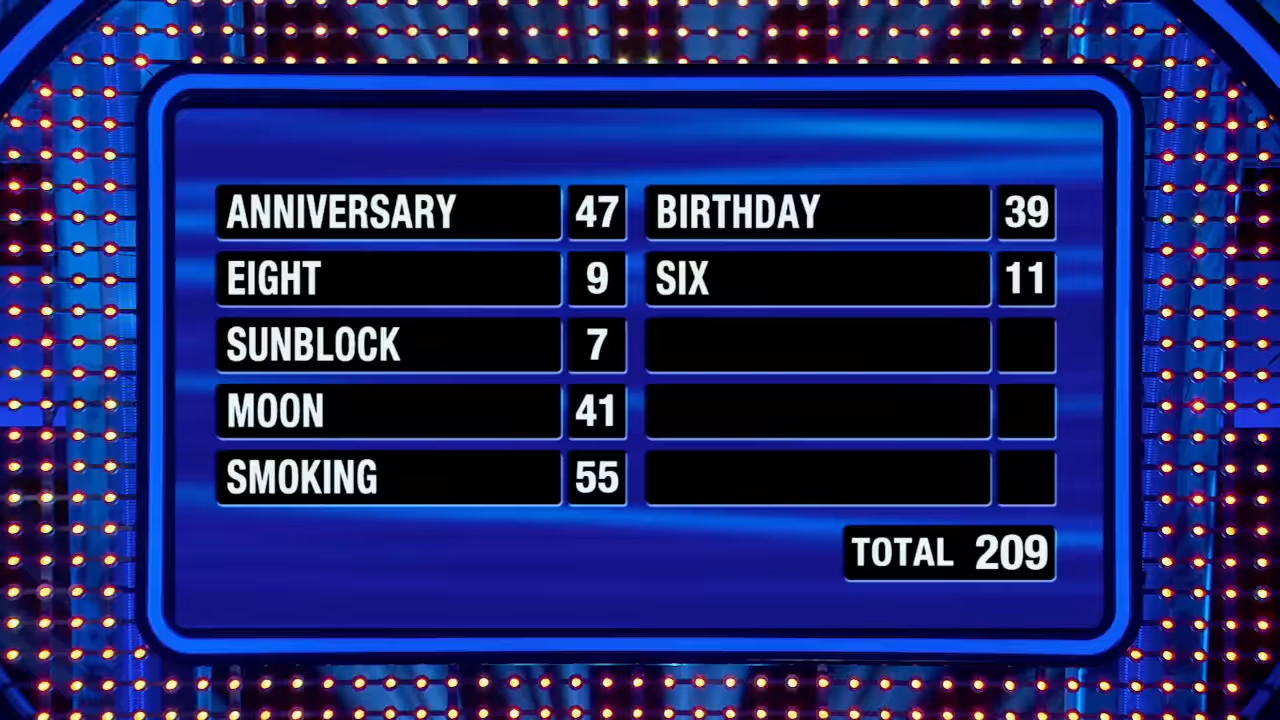 ANNIVERSARY 47 BIRTHDAY 39
EIGHT 9 SIX 11
SUNBLOCK 7
MOON 41
SMOKING 55
TOTAL 209